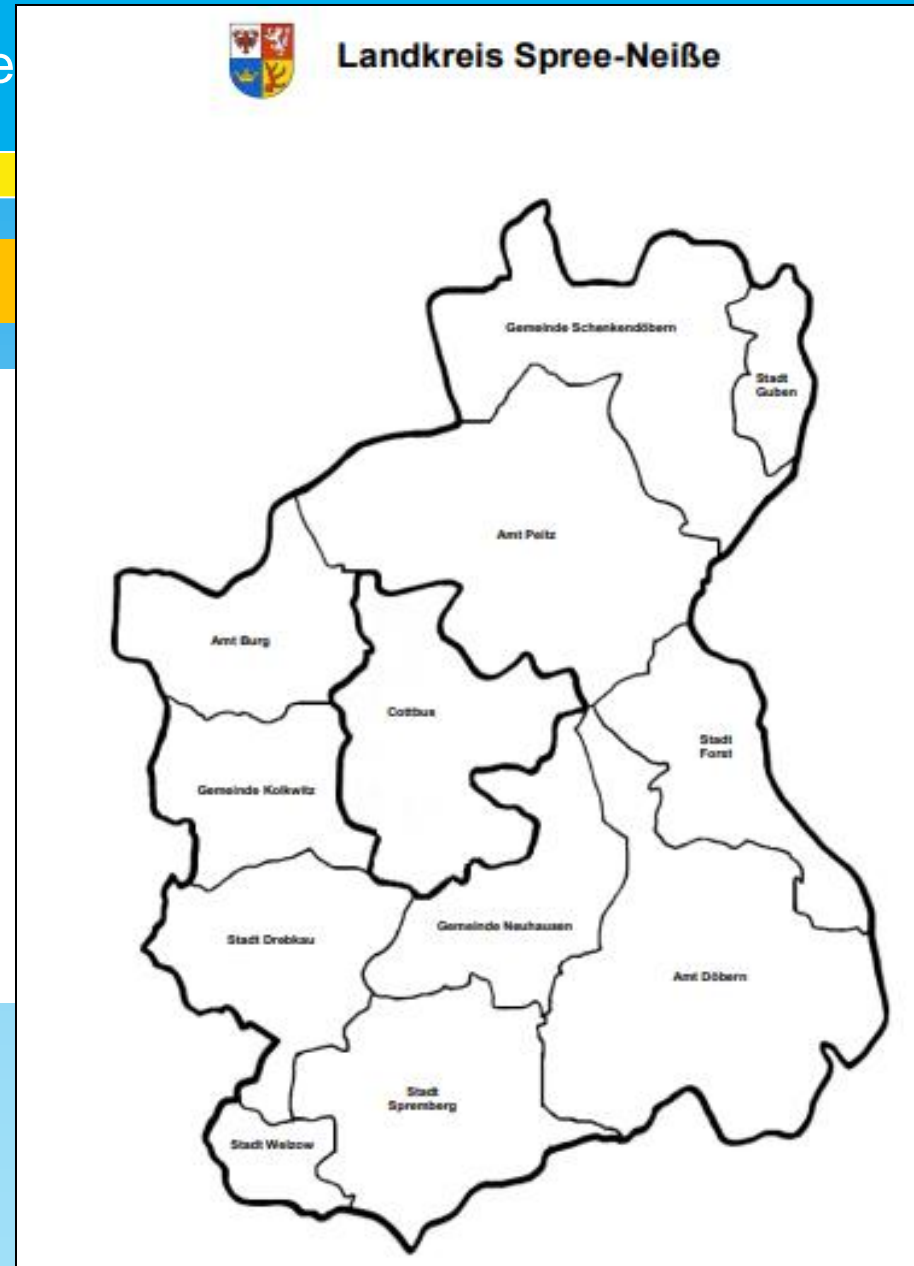 e
Landkreis Spree-Neiße
Gemeinde Schenkendöbern
Stadt
Guben
Amt Peitz
Amt Burg
Cottbus
Stadt
Forst
Gemeinde Kolkwitz
Gemeinde Neuhausen
Stadt Drebkau
Amt Döbern
Stadt
Spremberg
Stadt Welzow